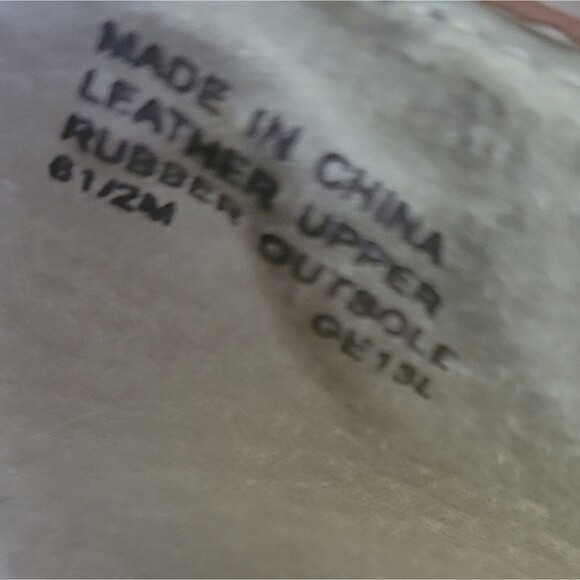 MADE IN CHINA
LEATHER UPPER
RUBBER OUTSOLE
61/2M